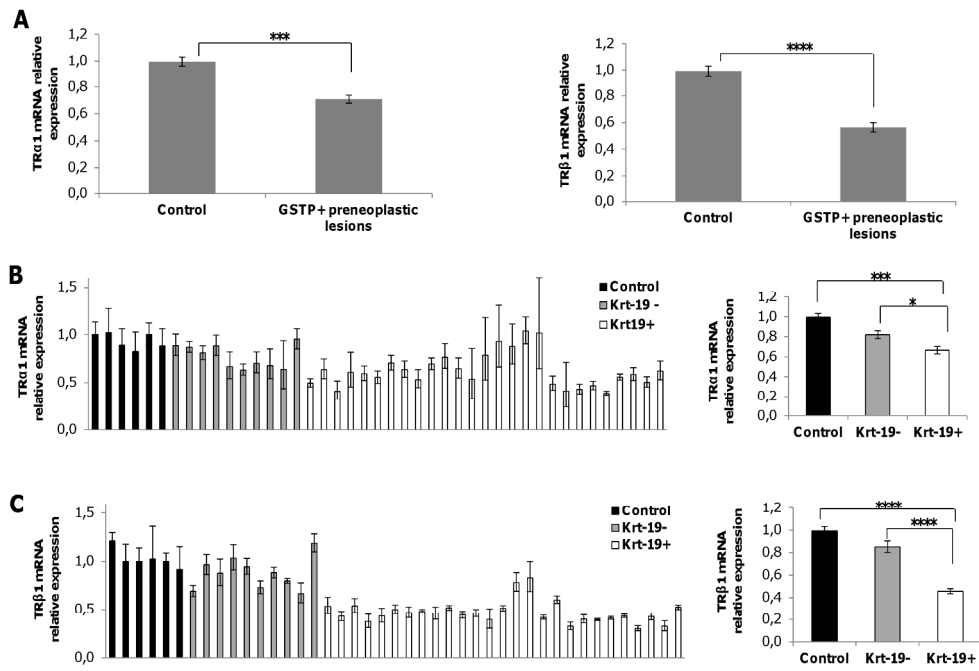 A
TRα1 mRNA relative
expression
1,2
1,0
0,8
0,6
0,4
0,2
0,0
***
Control
GSTP+ preneoplastic
lesions
TRβ1 mRNA relative
expression
1,2
1,0
0,8
0,6
0,4
0,2
0,0
****
Control
GSTP+ preneoplastic
lesions
B
TRα1 mRNA
relative expression
1,5
1,0
0,5
0,0
Control
Krt-19 -
Krt19+
TRα1 mRNA
relative expression
1,2
1,0
0,8
0,6
0,4
0,2
0,0
***
*
Control
Krt-19-
Krt-19+
C
TRβ1 mRNA
relative expression
1,5
1,0
0,5
0,0
Control
Krt-19-
Krt-19+
TRβ1 mRNA
relative expression
1,2
1,0
0,8
0,6
0,4
0,2
0,0
****
****
Control
Krt-19-
Krt-19+